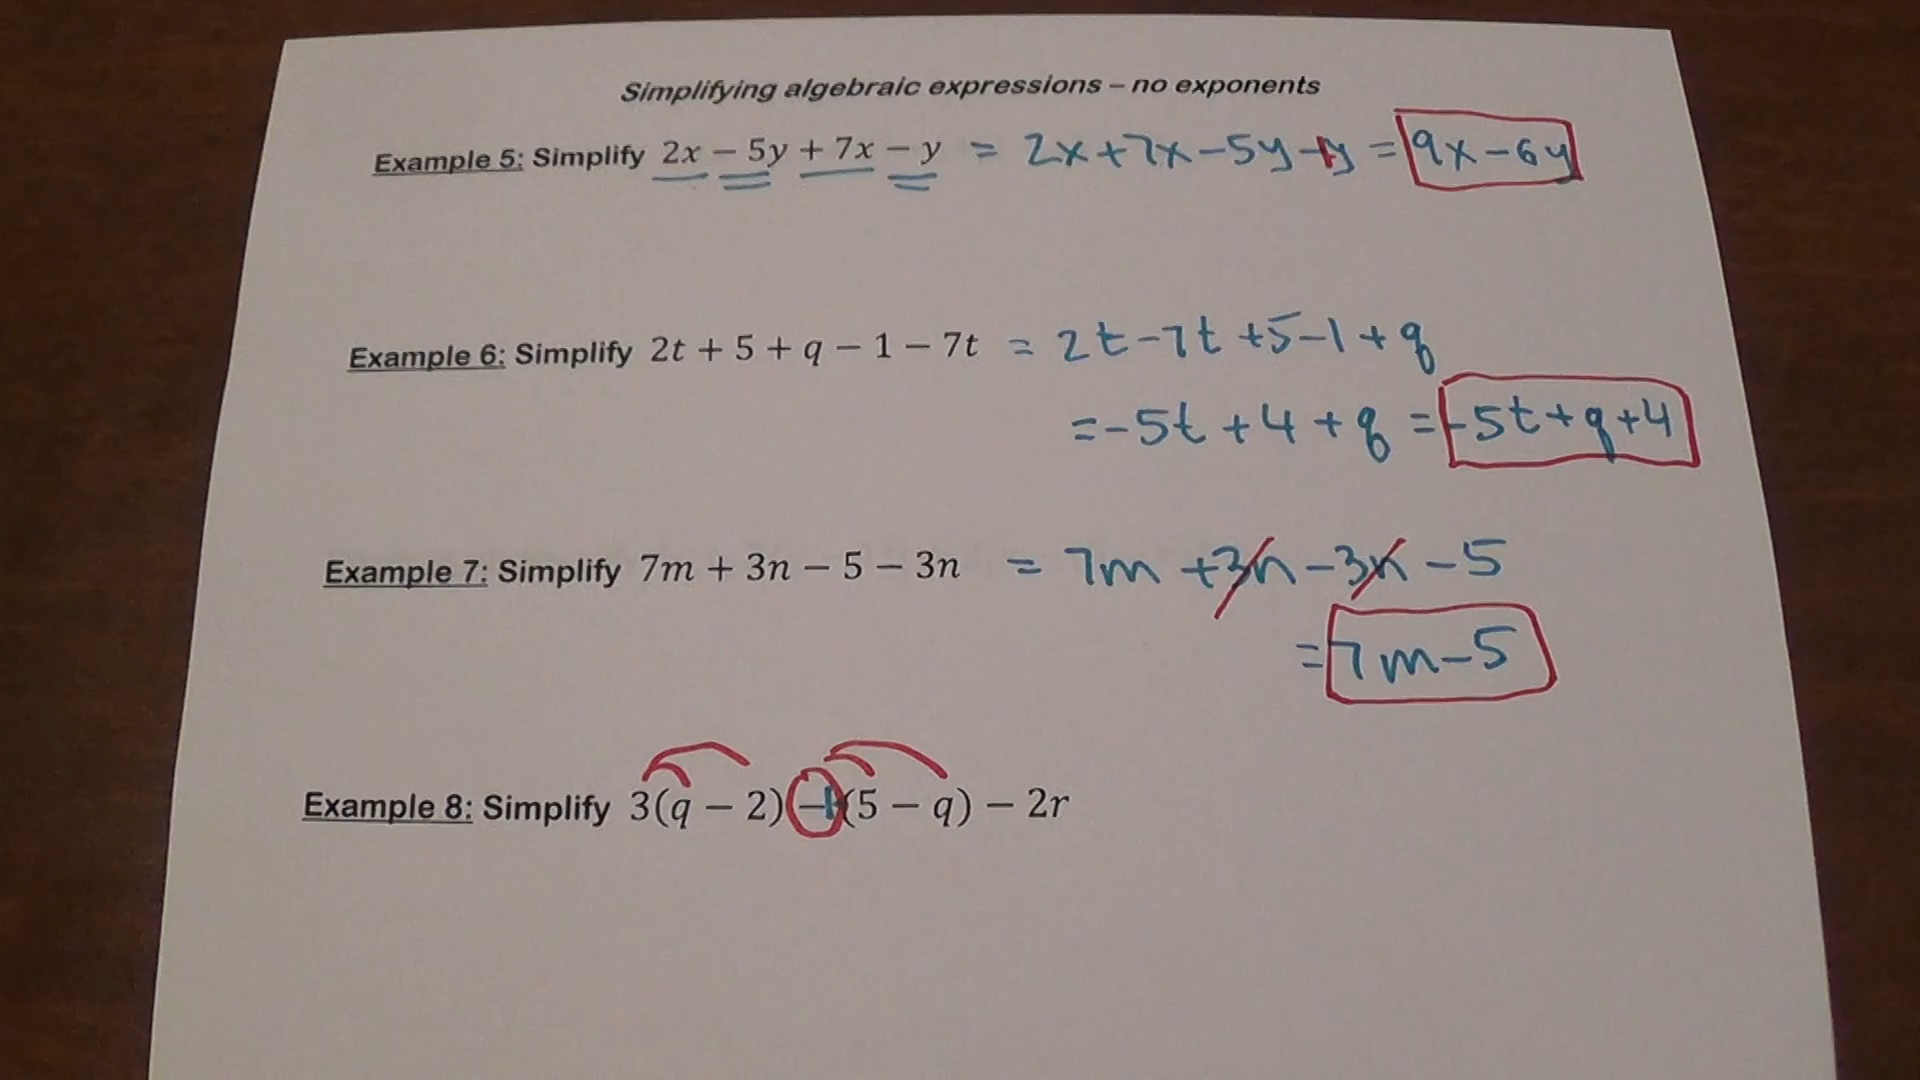 Simplifying algebraic expressions – no exponents
Example 5: Simplify 2x − 5y + 7x − y = 2x + 7x − 5y − 1y = 9x − 6y
Example 6: Simplify 2t + 5 + q − 1 − 7t = 2t − 7t + 5 − 1 + q
= −5t + 4 + q = −5t + q + 4
Example 7: Simplify 7m + 3n − 5 − 3n = 7m + 3n − 3n − 5
= 7m − 5
Example 8: Simplify 3(q − 2) − 1(5 − q) − 2r